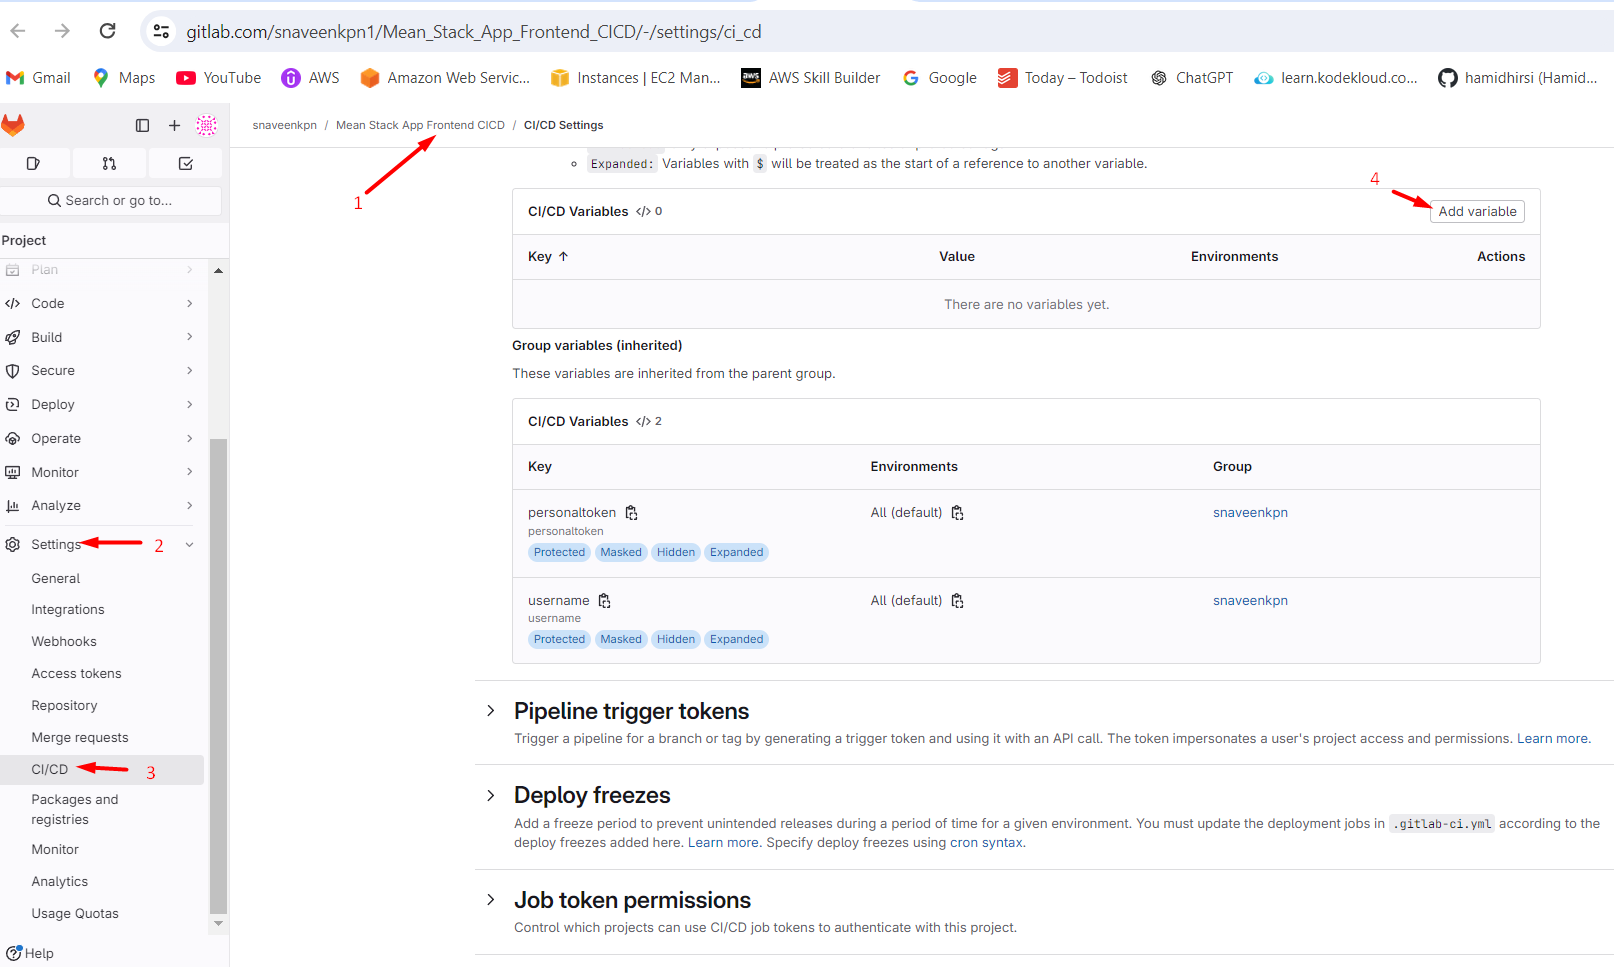 gitlab.com/snaveenkpn1/Mean_Stack_App_Frontend_CICD/-/settings/ci_cd
Gmail Maps YouTube AWS Amazon Web Servic... Instances | EC2 Man... AWS Skill Builder Google Today – Todoist ChatGPT learn.kodekloud.co... hamidhirsi (Hamid...
snaveenkpn / Mean Stack App Frontend CICD / CI/CD Settings
1
Search or go to...
Project
Plan
Code
Build
Secure
Deploy
Operate
Monitor
Analyze
Settings 2
General
Integrations
Webhooks
Access tokens
Repository
Merge requests
CI/CD 3
Packages and
registries
Monitor
Analytics
Usage Quotas
Help
Expanded: Variables with $ will be treated as the start of a reference to another variable.
4
CI/CD Variables </> 0 Add variable
Key ↑ Value Environments Actions
There are no variables yet.
Group variables (inherited)
These variables are inherited from the parent group.
CI/CD Variables </> 2
Key Environments Group
personaltoken All (default) snaveenkpn
personaltoken
Protected Masked Hidden Expanded
username All (default) snaveenkpn
username
Protected Masked Hidden Expanded
Pipeline trigger tokens
Trigger a pipeline for a branch or tag by generating a trigger token and using it with an API call. The token impersonates a user's project access and permissions. Learn more.
Deploy freezes
Add a freeze period to prevent unintended releases during a period of time for a given environment. You must update the deployment jobs in .gitlab-ci.yml according to the
deploy freezes added here. Learn more. Specify deploy freezes using cron syntax.
Job token permissions
Control which projects can use CI/CD job tokens to authenticate with this project.